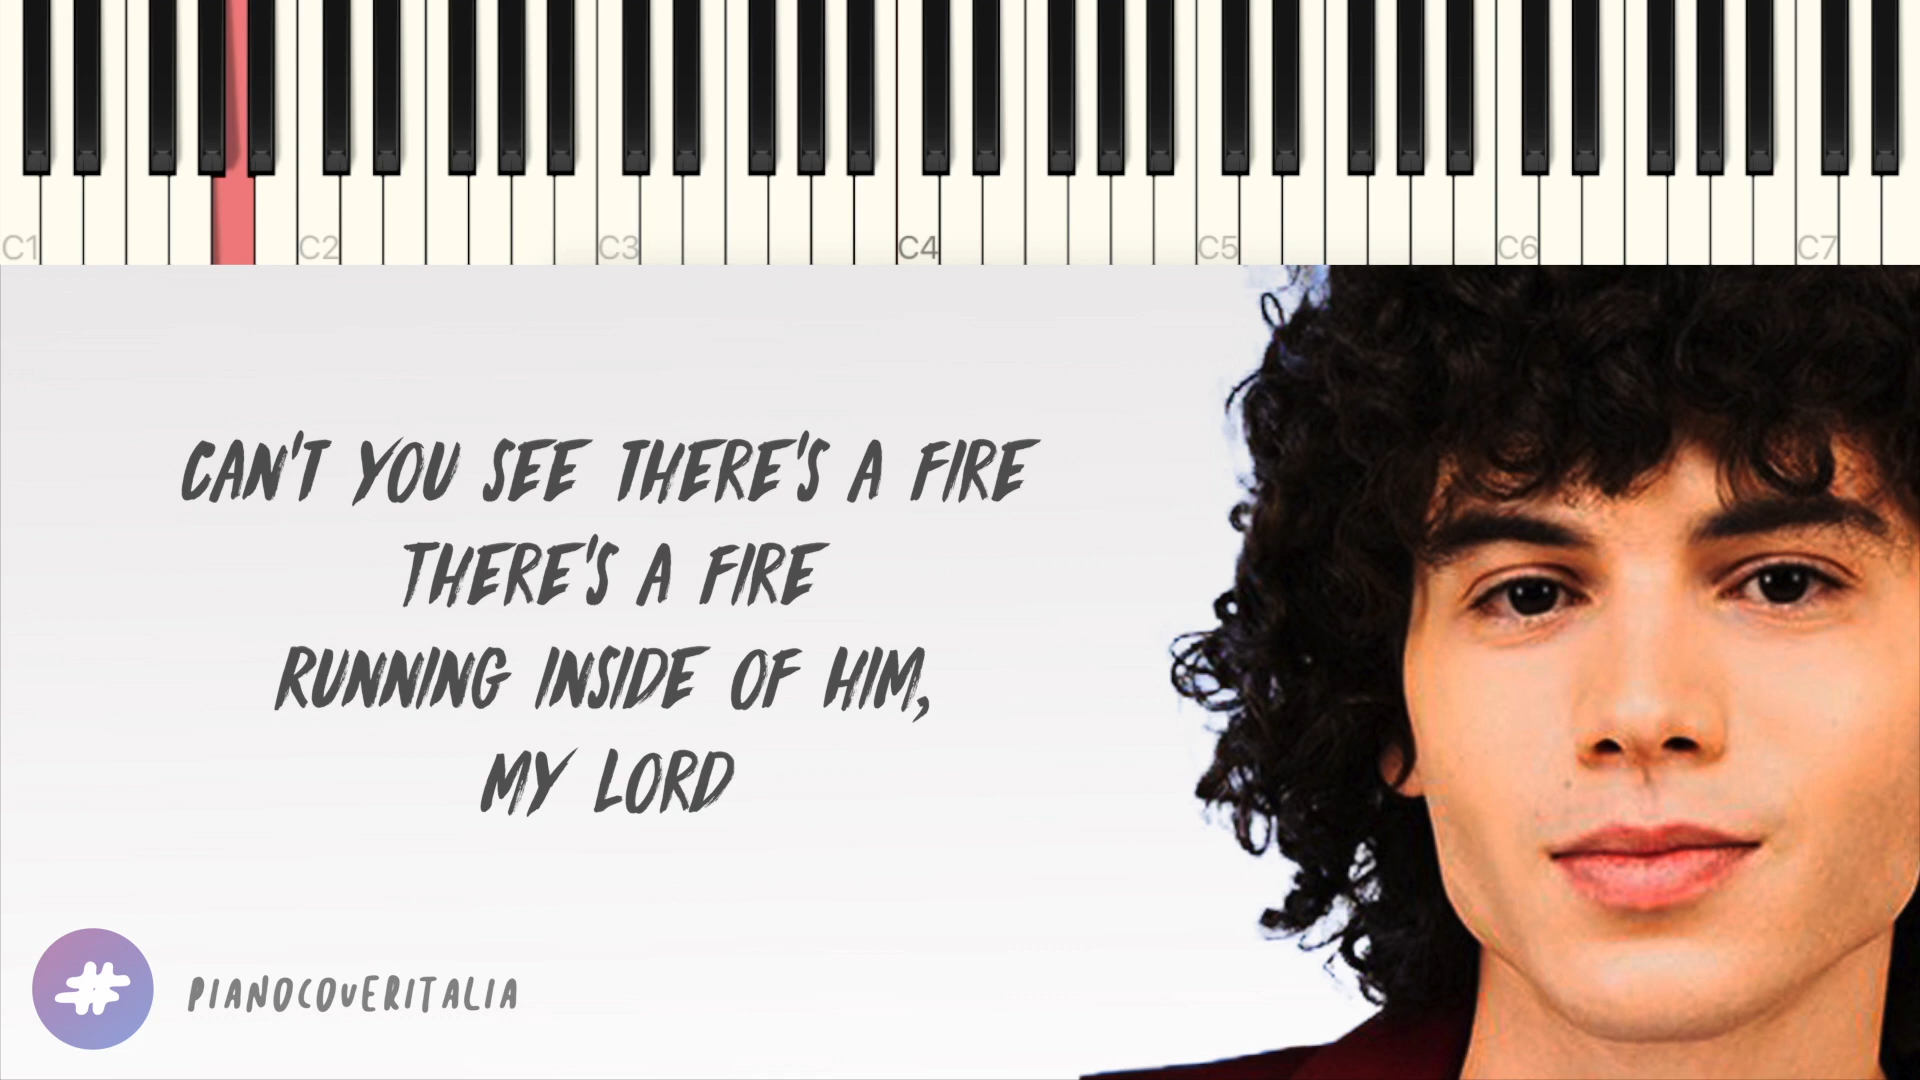 C1 C2 C3 C4 C5 C6 C7
CAN'T YOU SEE THERE'S A FIRE
THERE'S A FIRE
RUNNING INSIDE OF HIM,
MY LORD
# PIANOCOVERITALIA